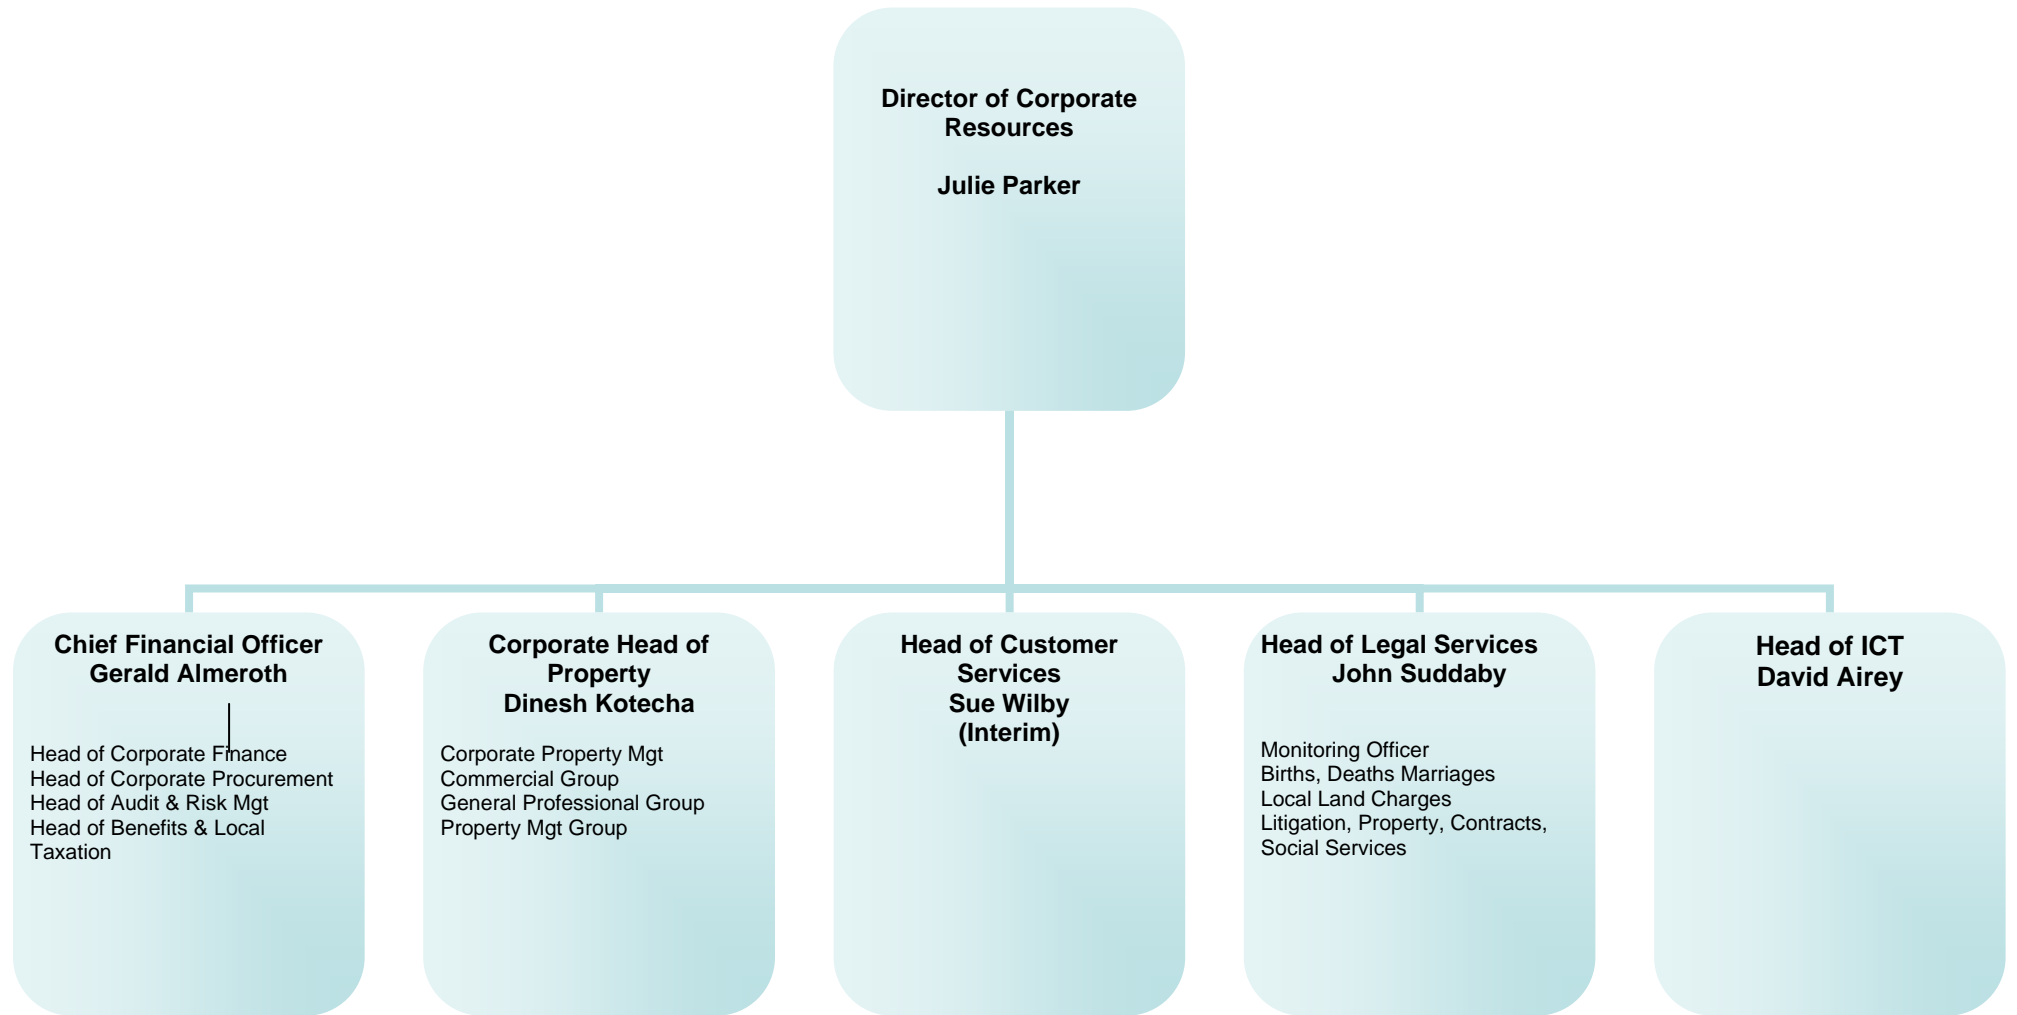 Director of Corporate
Resources
Julie Parker
Chief Financial Officer
Gerald Almeroth
Head of Corporate Finance
Head of Corporate Procurement
Head of Audit & Risk Mgt
Head of Benefits & Local
Taxation
Corporate Head of
Property
Dinesh Kotecha
Corporate Property Mgt
Commercial Group
General Professional Group
Property Mgt Group
Head of Customer
Services
Sue Wilby
(Interim)
Head of Legal Services
John Suddaby
Monitoring Officer
Births, Deaths Marriages
Local Land Charges
Litigation, Property, Contracts,
Social Services
Head of ICT
David Airey